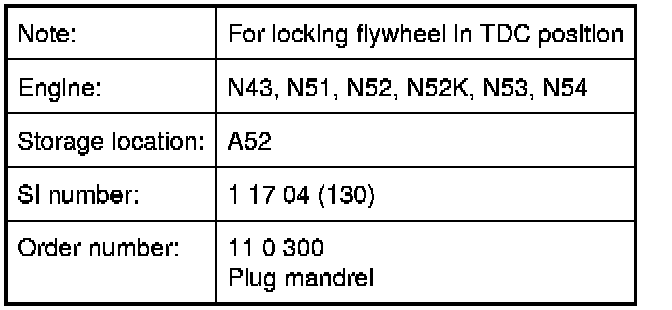 Note: For locking flywheel in TDC position
Engine: N43, N51, N52, N52K, N53, N54
Storage location: A52
SI number: 1 17 04 (130)
Order number: 11 0 300
Plug mandrel